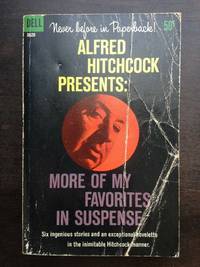 DELL
Never before in Paperback!
50¢
ALFRED
HITCHCOCK
PRESENTS:
MORE OF MY
FAVORITES
IN SUSPENSE
Six ingenious stories and an exceptional novelette
in the inimitable Hitchcock manner.